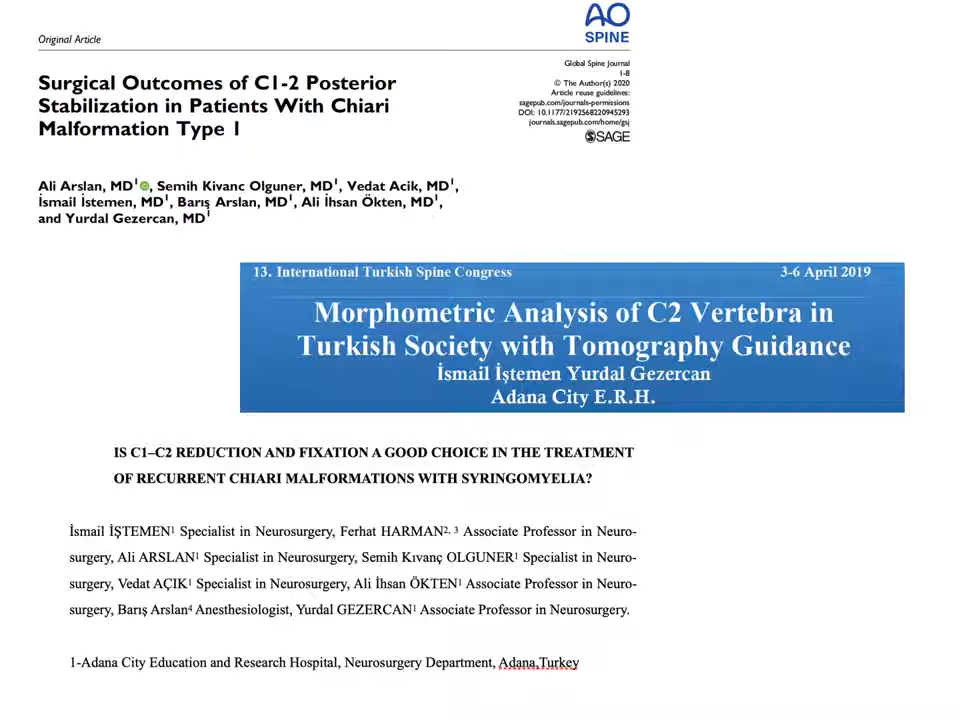 AO
SPINE
Original Article
Global Spine Journal
1-8
© The Author(s) 2020
Article reuse guidelines:
sagepub.com/journals-permissions
DOI: 10.1177/2192568220945293
journals.sagepub.com/home/gsj
SAGE
Surgical Outcomes of C1-2 Posterior
Stabilization in Patients With Chiari
Malformation Type 1
Ali Arslan, MD1, Semih Kivanc Olguner, MD1, Vedat Acik, MD1,
İsmail İstemen, MD1, Barış Arslan, MD1, Ali İhsan Ökten, MD1,
and Yurdal Gezercan, MD1
13. International Turkish Spine Congress 3-6 April 2019
Morphometric Analysis of C2 Vertebra in
Turkish Society with Tomography Guidance
İsmail İştemen Yurdal Gezercan
Adana City E.R.H.
IS C1–C2 REDUCTION AND FIXATION A GOOD CHOICE IN THE TREATMENT
OF RECURRENT CHIARI MALFORMATIONS WITH SYRINGOMYELIA?
İsmail İŞTEMEN1 Specialist in Neurosurgery, Ferhat HARMAN2, 3 Associate Professor in Neuro-
surgery, Ali ARSLAN1 Specialist in Neurosurgery, Semih Kıvanç OLGUNER1 Specialist in Neuro-
surgery, Vedat AÇIK1 Specialist in Neurosurgery, Ali İhsan ÖKTEN1 Associate Professor in Neuro-
surgery, Barış Arslan4 Anesthesiologist, Yurdal GEZERCAN1 Associate Professor in Neurosurgery.
1-Adana City Education and Research Hospital, Neurosurgery Department, Adana,Turkey